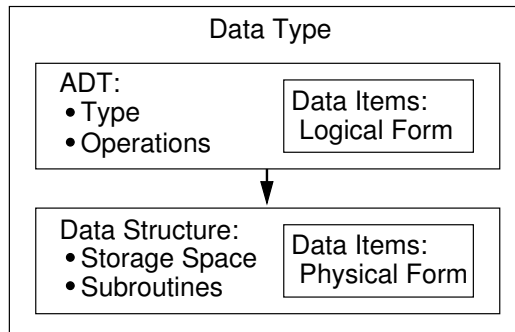 Data Type
ADT:
• Type
• Operations
Data Items:
Logical Form
Data Structure:
• Storage Space
• Subroutines
Data Items:
Physical Form